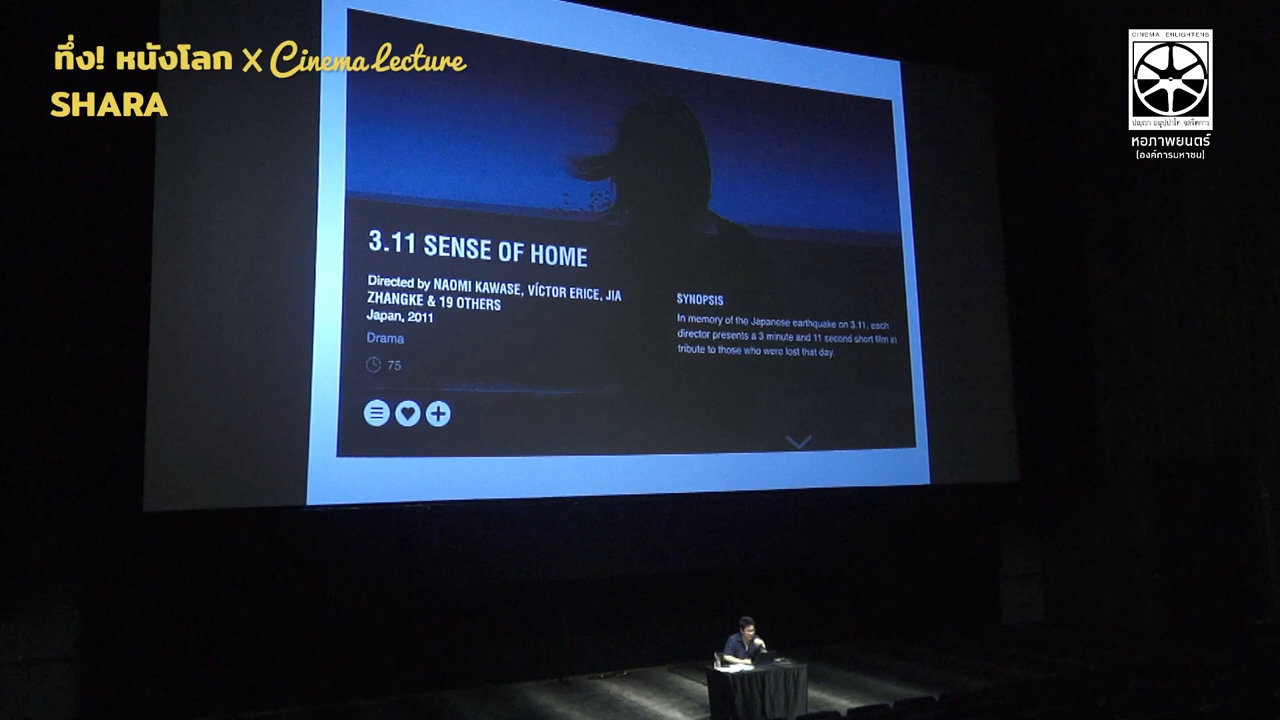 ทึ่ง! หนังโลก X Cinema Lecture
SHARA
CINEMA ENLIGHTENS
หอภาพยนตร์
(องค์การมหาชน)
3.11 SENSE OF HOME
Directed by NAOMI KAWASE, VÍCTOR ERICE, JIA
ZHANGKE & 19 OTHERS
Japan, 2011
Drama
75
SYNOPSIS
In memory of the Japanese earthquake on 3.11, each
director presents a 3 minute and 11 second short film in
tribute to those who were lost that day.